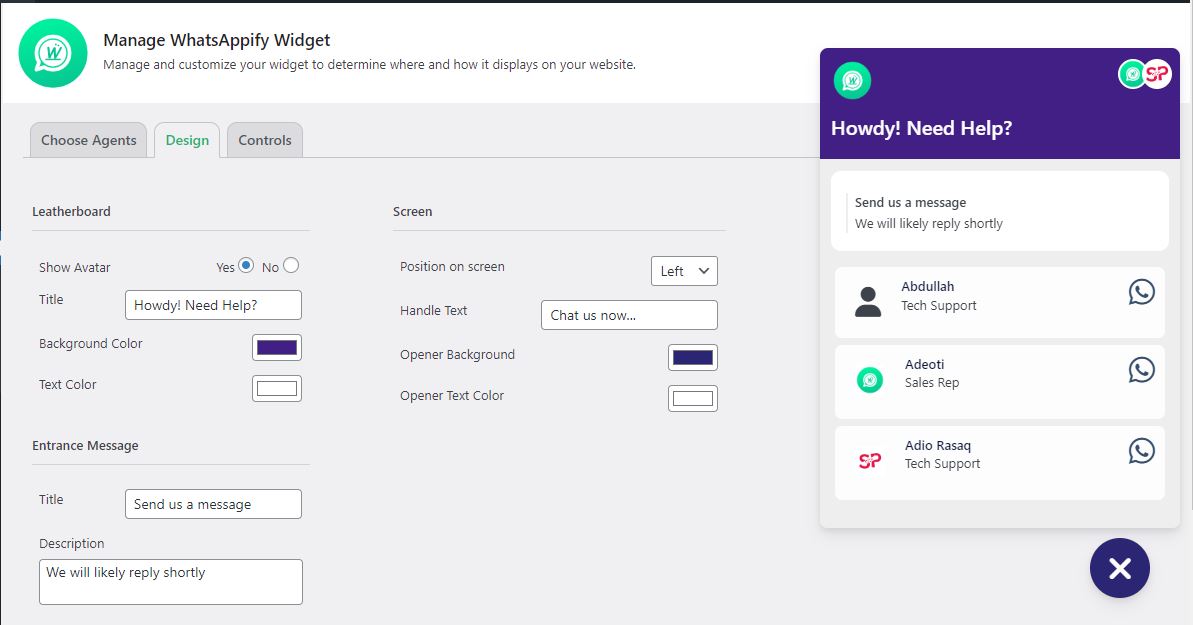 Manage WhatsAppify Widget
Manage and customize your widget to determine where and how it displays on your website.
Choose Agents
Design
Controls
Leatherboard
Show Avatar
Yes
No
Title
Howdy! Need Help?
Background Color
Text Color
Entrance Message
Title
Send us a message
Description
We will likely reply shortly
Screen
Position on screen
Left
Handle Text
Chat us now...
Opener Background
Opener Text Color
SP
Howdy! Need Help?
Send us a message
We will likely reply shortly
Abdullah
Tech Support
Adeoti
Sales Rep
SP
Adio Rasaq
Tech Support